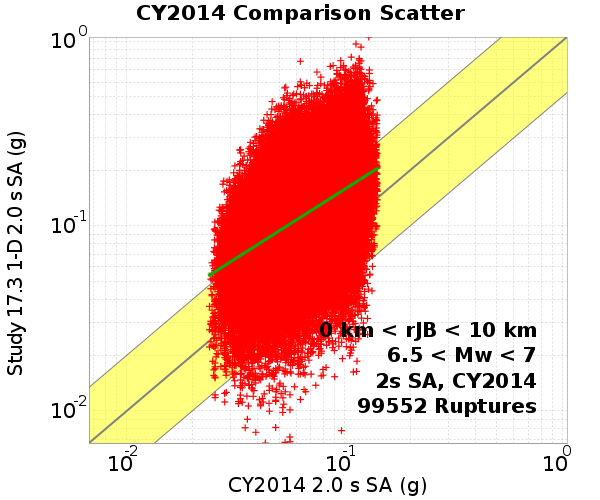 CY2014 Comparison Scatter
10^0
10^-1
10^-2
Study 17.3 1-D 2.0 s SA (g)
0 km < rJB < 10 km
6.5 < Mw < 7
2s SA, CY2014
99552 Ruptures
10^-2 10^-1 10^0
CY2014 2.0 s SA (g)